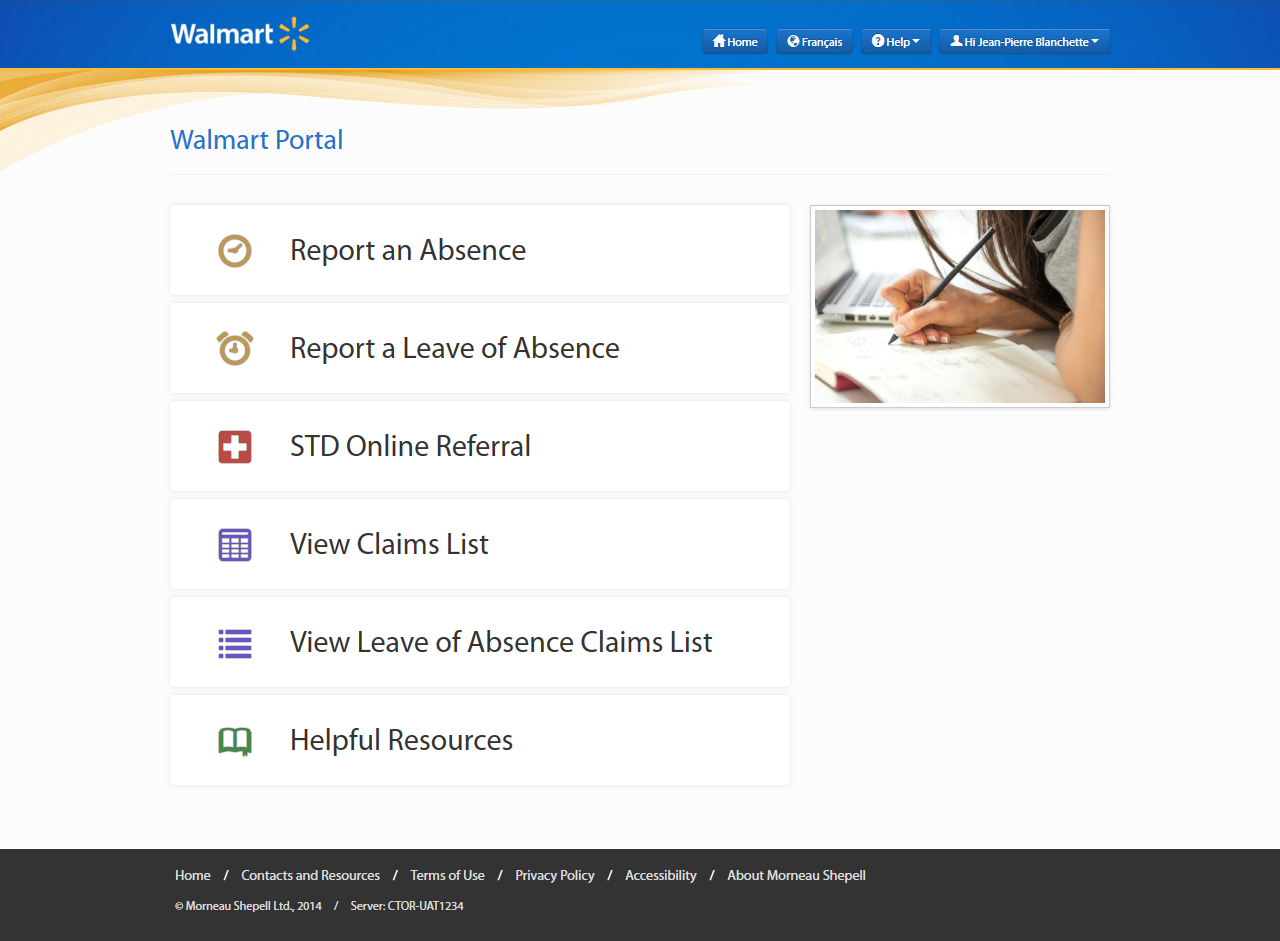 Walmart
Home Français Help Hi Jean-Pierre Blanchette
Walmart Portal
Report an Absence
Report a Leave of Absence
STD Online Referral
View Claims List
View Leave of Absence Claims List
Helpful Resources
Home / Contacts and Resources / Terms of Use / Privacy Policy / Accessibility / About Morneau Shepell
© Morneau Shepell Ltd., 2014 / Server: CTOR-UAT1234